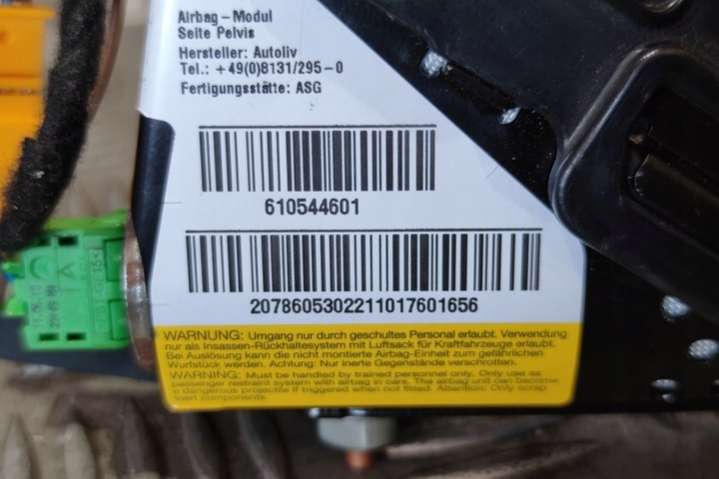 Airbag-Modul
Seite Pelvis
Hersteller: Autoliv
Tel.: +49(0)8131/295-0
Fertigungsstätte: ASG
610544601
2078605302211017601656
WARNUNG: Umgang nur durch geschultes Personal erlaubt. Verwendung
nur als Insassen-Rückhaltesystem mit Luftsack für Kraftfahrzeuge erlaubt.
Bei Auslösung kann die nicht montierte Airbag-Einheit zum gefährlichen
Wurfstück werden. Achtung: Nur inerte Gegenstände verschrotten.
WARNING: Must be handled by trained personnel only. Only use as
passenger restraint system with airbag in cars. The airbag unit can become
a dangerous projectile if triggered when not fitted. Attention: Only scrap
inert components.